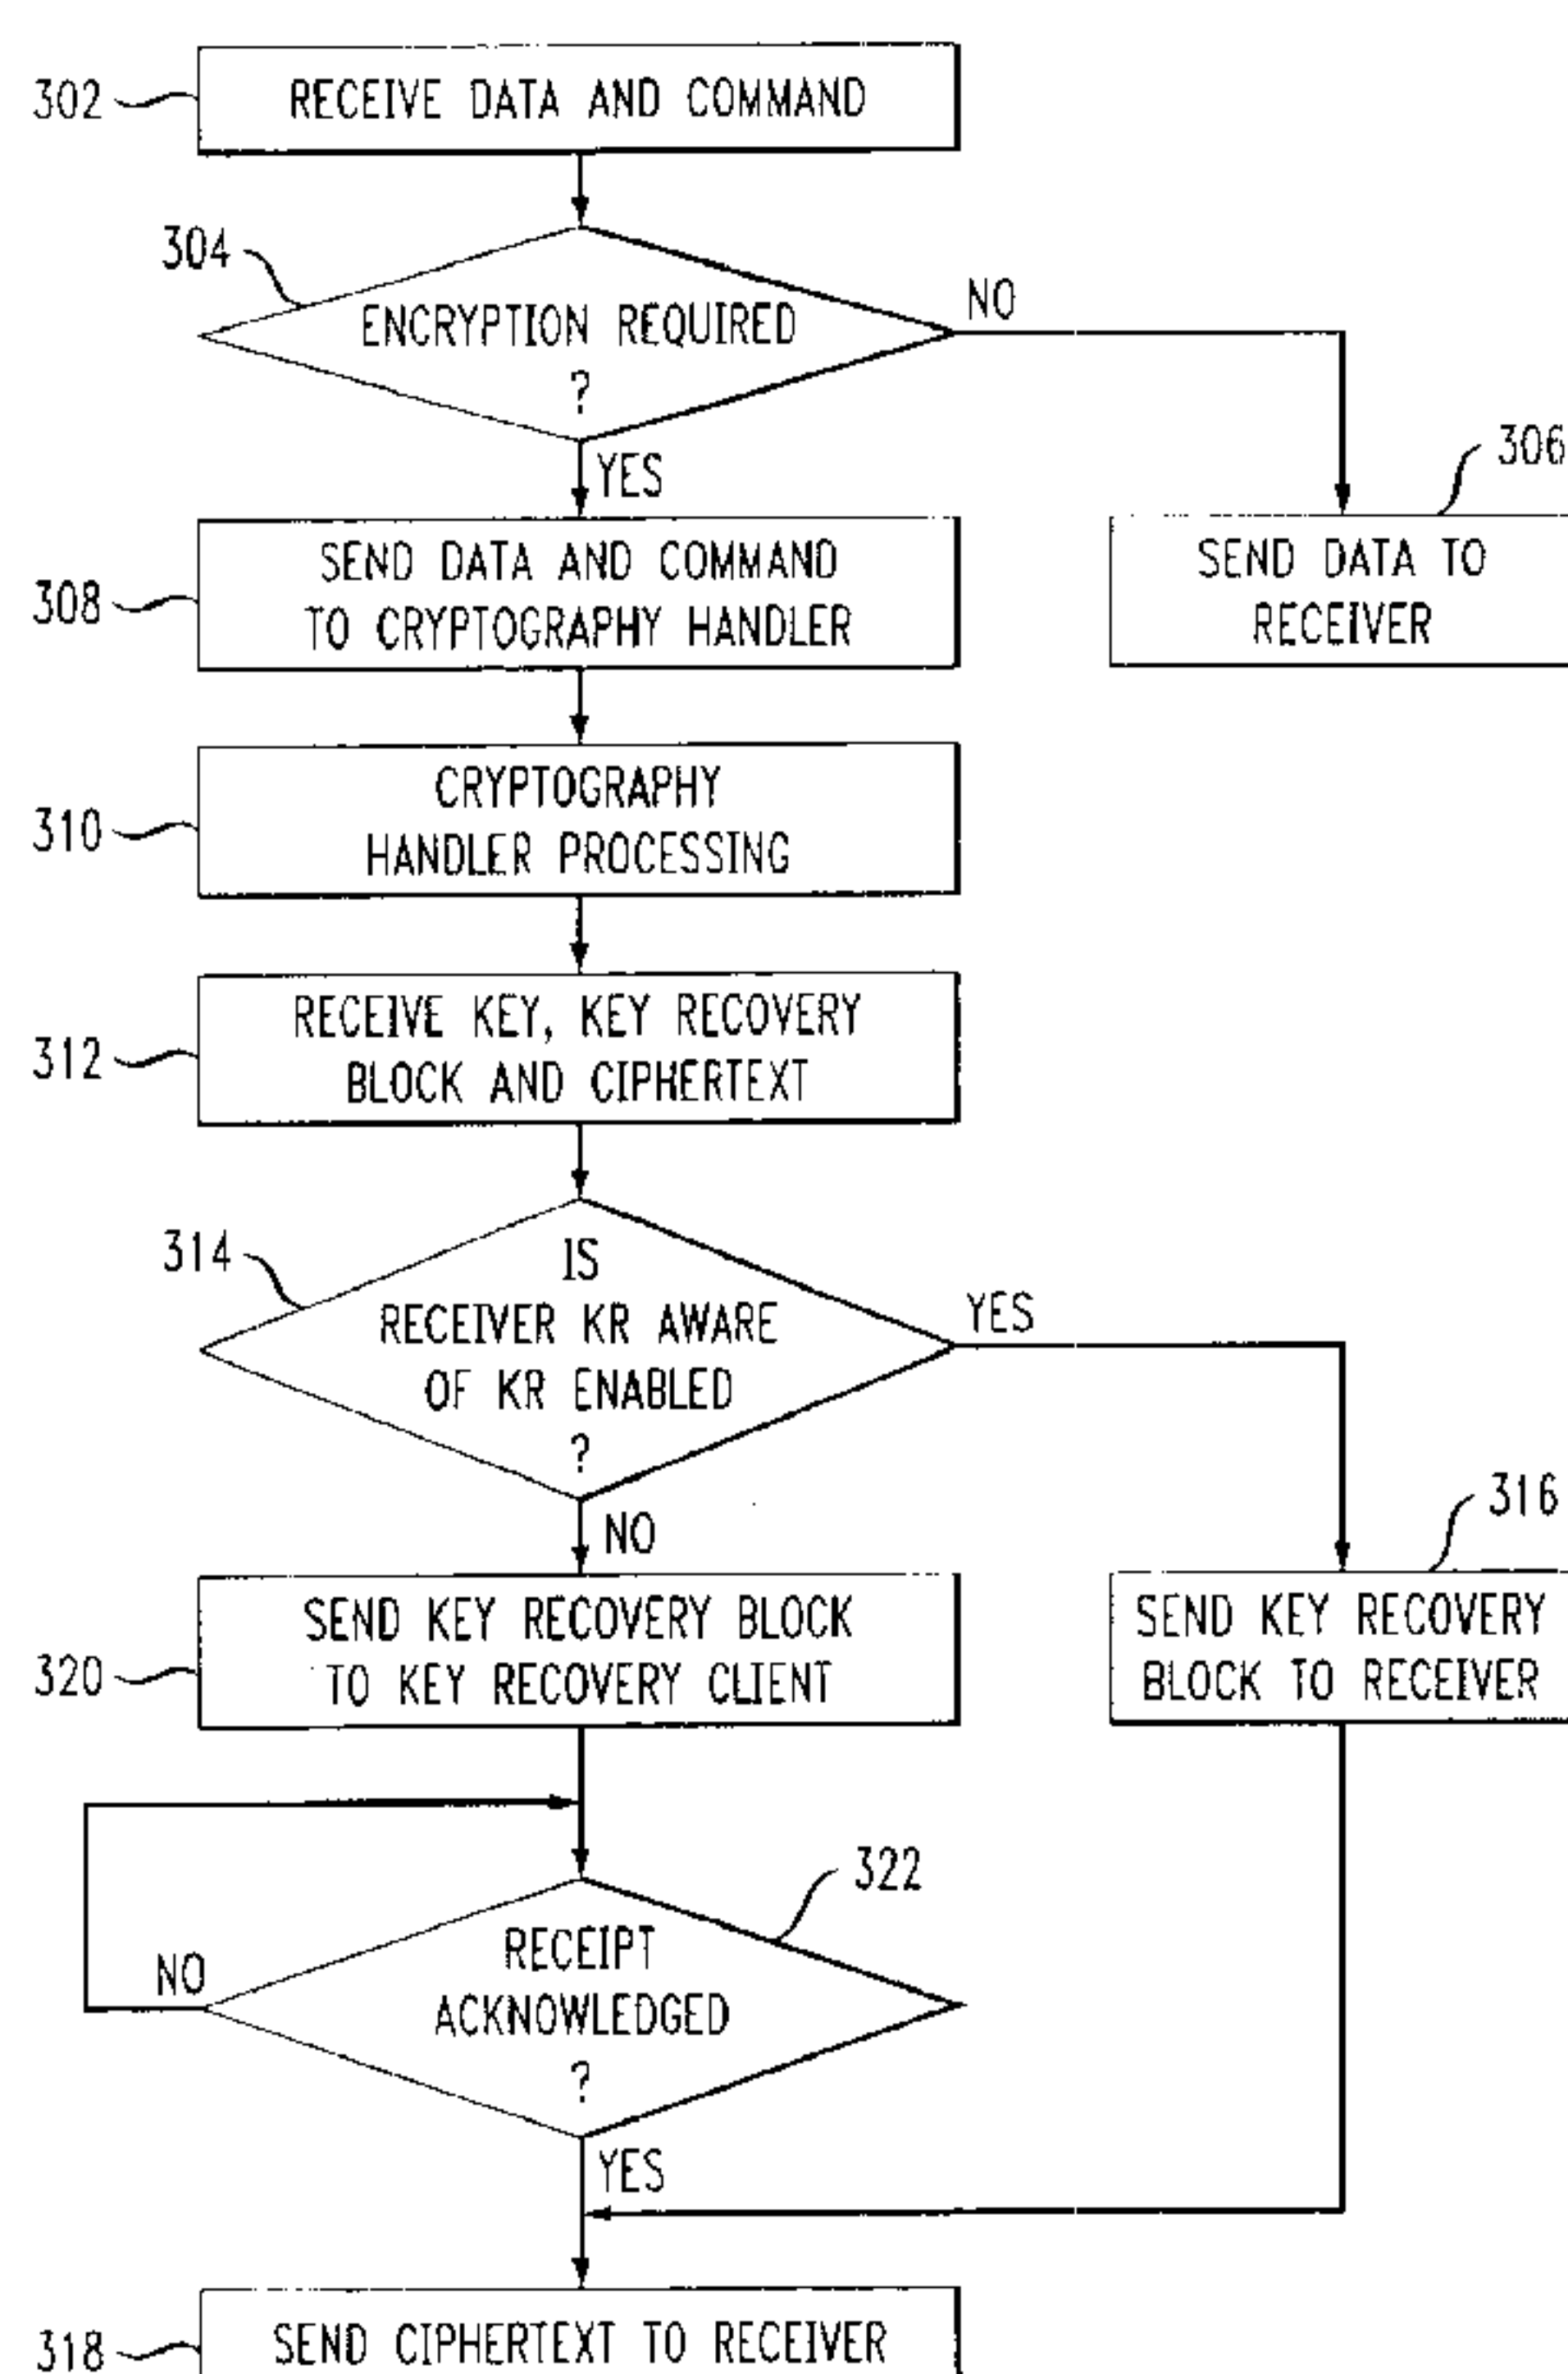 302
RECEIVE DATA AND COMMAND
304
ENCRYPTION REQUIRED
?
NO
YES
306
SEND DATA TO
RECEIVER
308
SEND DATA AND COMMAND
TO CRYPTOGRAPHY HANDLER
310
CRYPTOGRAPHY
HANDLER PROCESSING
312
RECEIVE KEY, KEY RECOVERY
BLOCK AND CIPHERTEXT
314
IS
RECEIVER KR AWARE
OF KR ENABLED
?
YES
NO
316
SEND KEY RECOVERY
BLOCK TO RECEIVER
320
SEND KEY RECOVERY BLOCK
TO KEY RECOVERY CLIENT
322
RECEIPT
ACKNOWLEDGED
?
NO
YES
318
SEND CIPHERTEXT TO RECEIVER